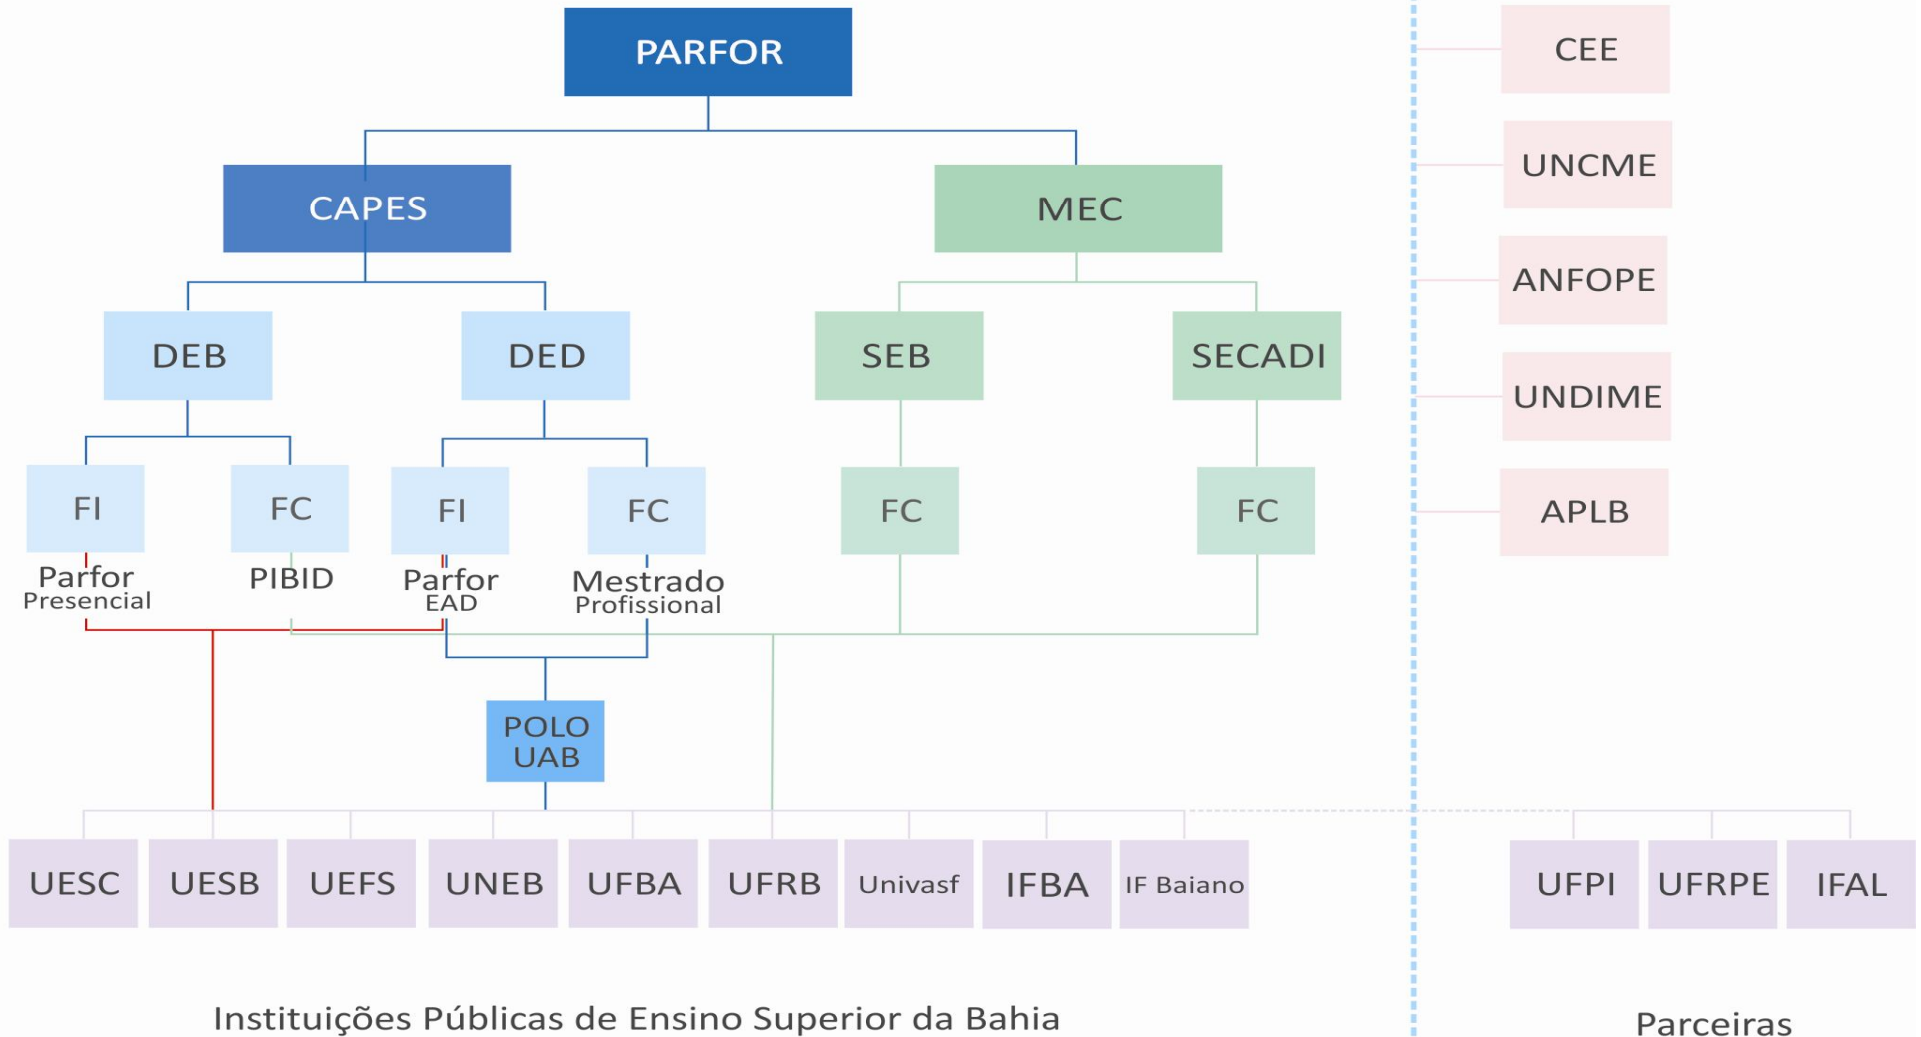 PARFOR
CAPES
MEC
DEB
DED
SEB
SECADI
FI
FC
FI
FC
FC
FC
Parfor
Presencial
PIBID
Parfor
EAD
Mestrado
Profissional
POLO
UAB
UESC
UESB
UEFS
UNEB
UFBA
UFRB
Univasf
IFBA
IF Baiano
Instituições Públicas de Ensino Superior da Bahia
CEE
UNCME
ANFOPE
UNDIME
APLB
UFPI
UFRPE
IFAL
Parceiras